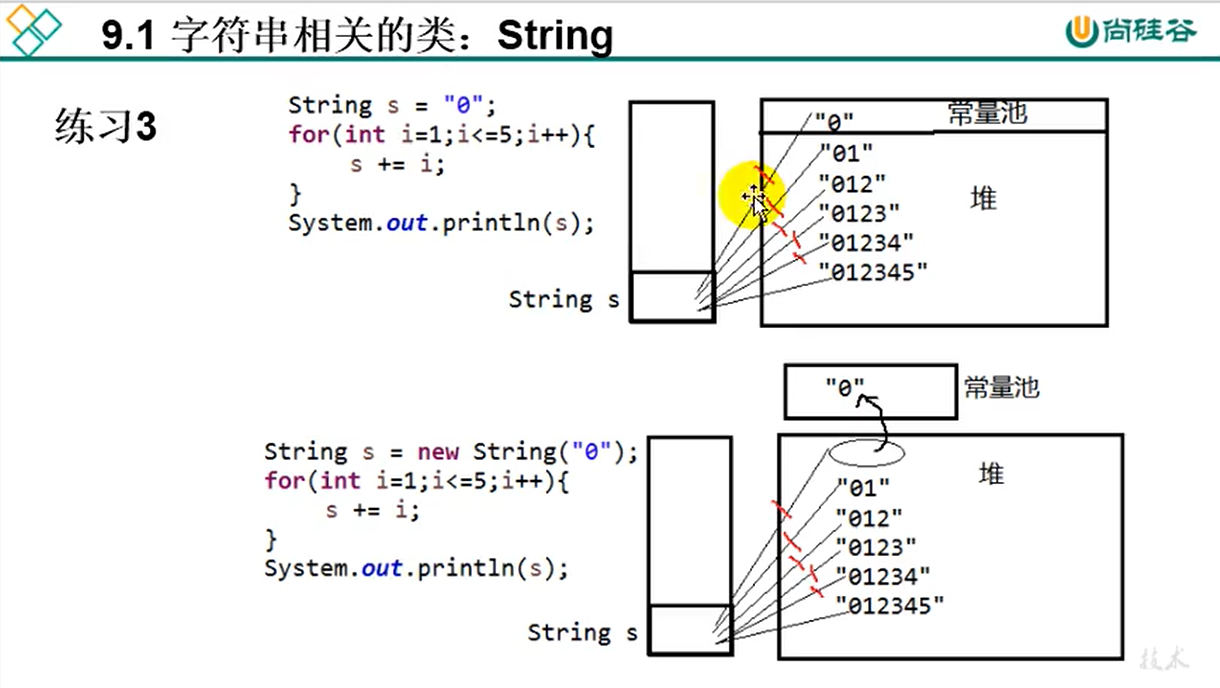 9.1 字符串相关的类：String
尚硅谷
练习3
String s = "0";
for(int i=1;i<=5;i++){
s += i;
}
System.out.println(s);
String s
常量池
"0"
"01"
"012"
"0123"
"01234"
"012345"
堆
"0"
常量池
String s = new String("0");
for(int i=1;i<=5;i++){
s += i;
}
System.out.println(s);
String s
堆
"01"
"012"
"0123"
"01234"
"012345"
技术